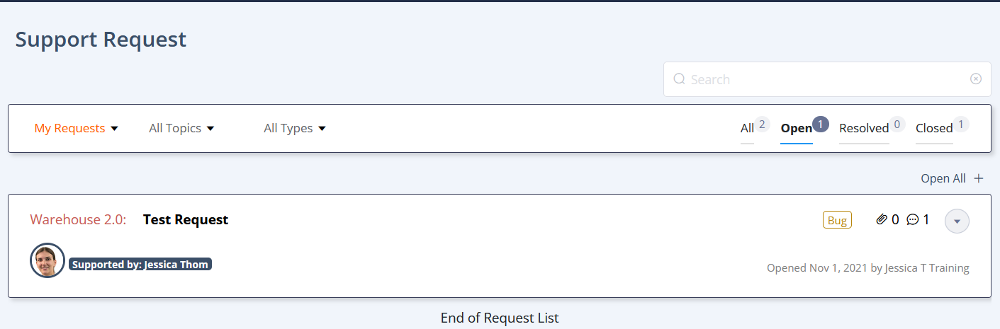 Support Request
Search
My Requests All Topics All Types All 2 Open 1 Resolved 0 Closed 1
Open All +
Warehouse 2.0: Test Request Bug 0 1
Supported by: Jessica Thom
Opened Nov 1, 2021 by Jessica T Training
End of Request List